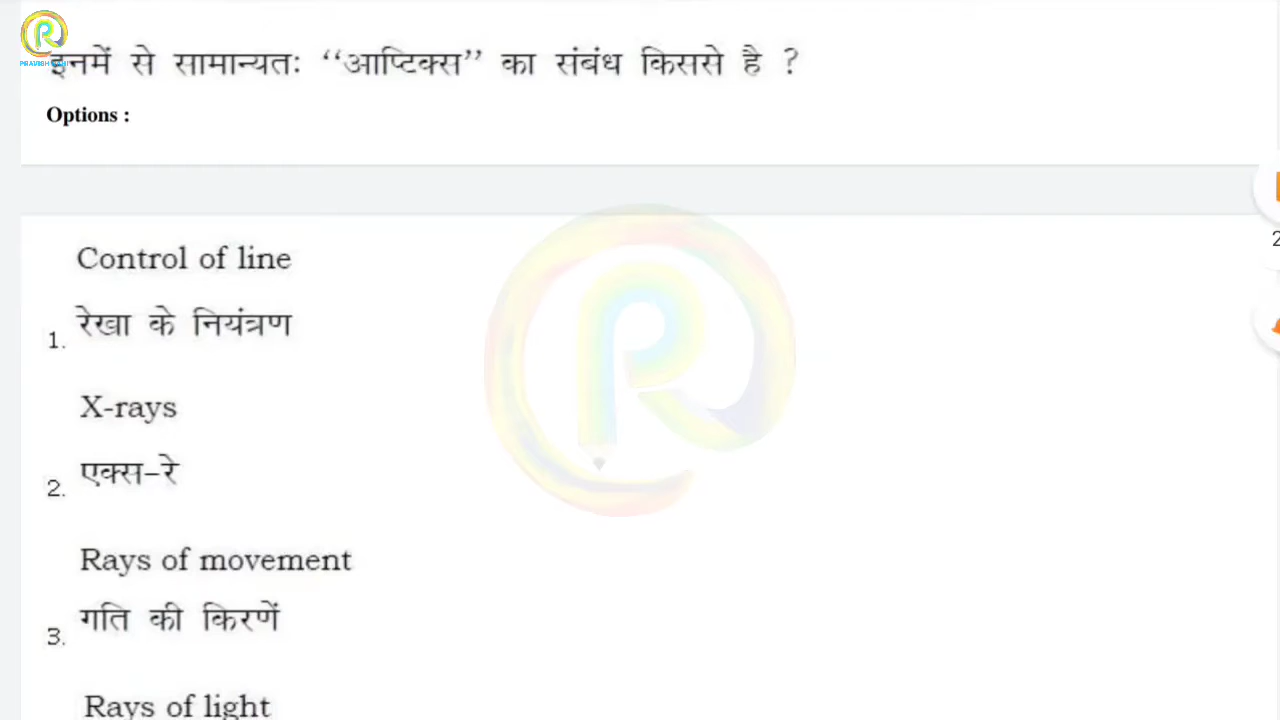 इनमें से सामान्यतः ‘‘आप्टिक्स’’ का संबंध किससे है ?
Options :
Control of line
1. रेखा के नियंत्रण
X-rays
2. एक्स–रे
Rays of movement
3. गति की किरणें
Rays of light